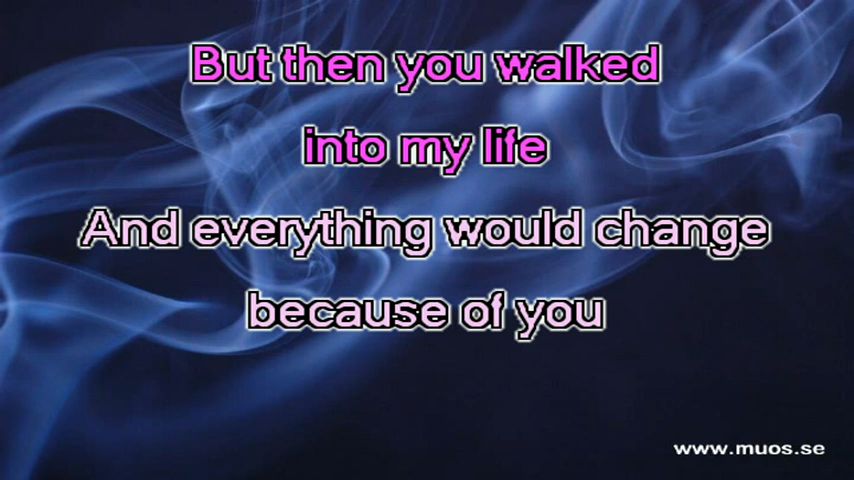 But then you walked
into my life
And everything would change
because of you
www.muos.se